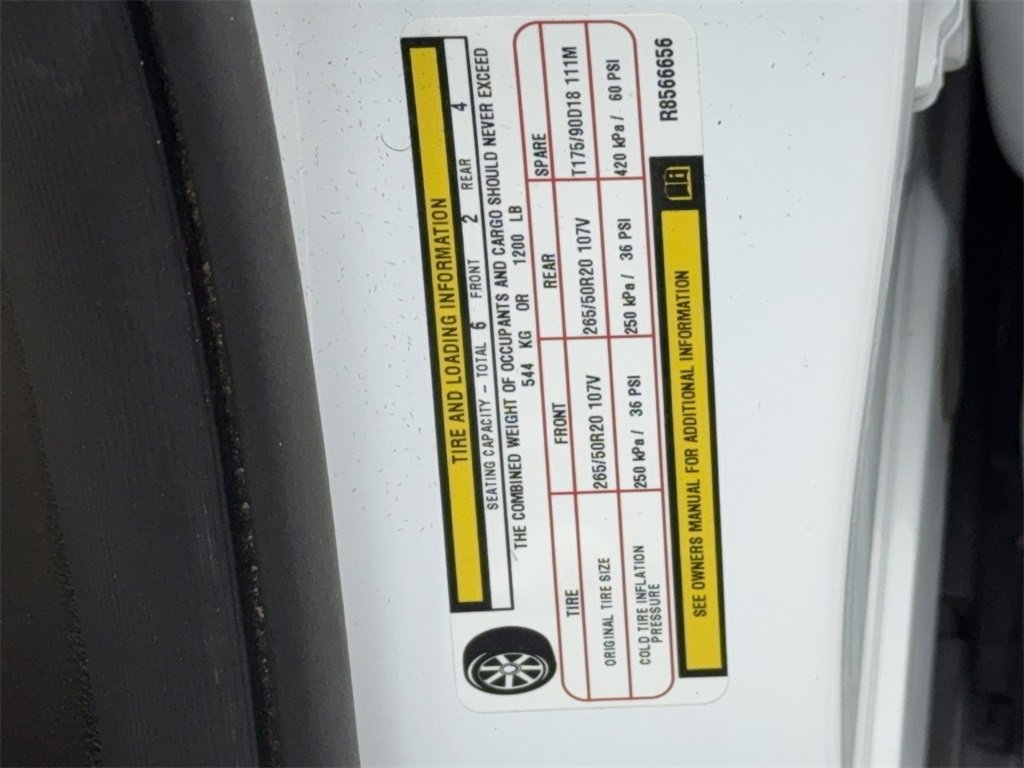 TIRE AND LOADING INFORMATION
SEATING CAPACITY – TOTAL 6 FRONT 2 REAR 4
THE COMBINED WEIGHT OF OCCUPANTS AND CARGO SHOULD NEVER EXCEED
544 KG OR 1200 LB
TIRE FRONT REAR SPARE
ORIGINAL TIRE SIZE 265/50R20 107V 265/50R20 107V T175/90D18 111M
COLD TIRE INFLATION PRESSURE 250 kPa / 36 PSI 250 kPa / 36 PSI 420 kPa / 60 PSI
SEE OWNERS MANUAL FOR ADDITIONAL INFORMATION
R8566656